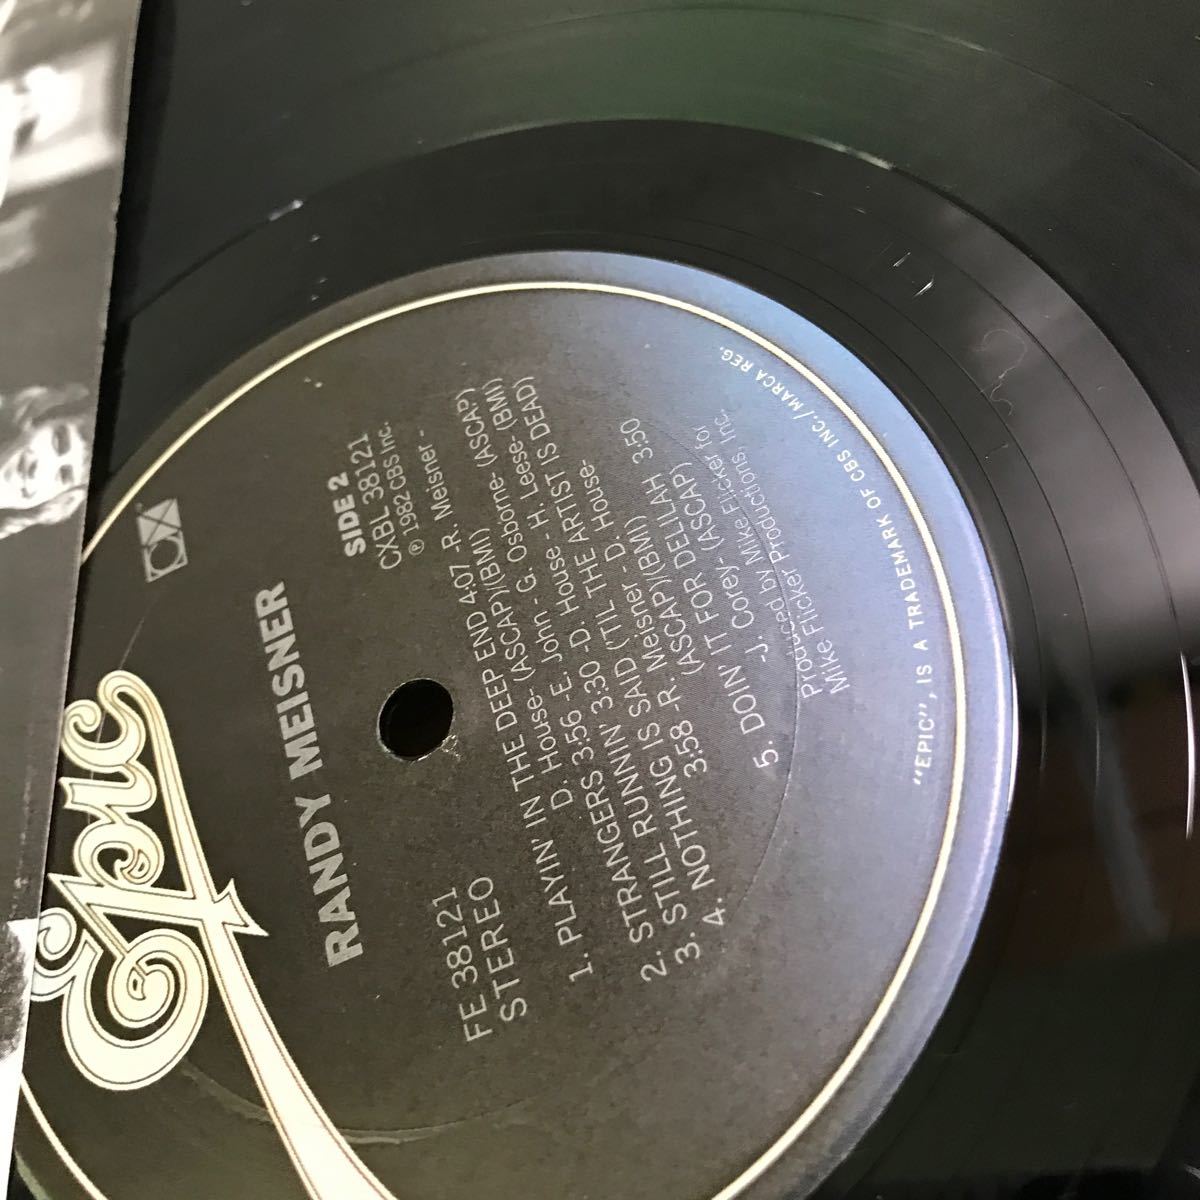 Epic
®
RANDY MEISNER
SIDE 2
CXBL 38121
℗ 1982 CBS Inc.
FE 38121
STEREO
1. PLAYIN' IN THE DEEP END 4:07 -R. Meisner -
D. House- (ASCAP)(BMI)
2. STRANGERS 3:56 -E. John - G. Osborne- (ASCAP)
3. STILL RUNNIN' 3:30 -D. House - H. Leese- (BMI)
4. NOTHING IS SAID (TIL THE ARTIST IS DEAD)
3:58 -R. Meisner - D. House-
(ASCAP)(BMI)
5. DOIN' IT FOR DELILAH 3:50
-J. Corey- (ASCAP)
Produced by Mike Flicker for
Mike Flicker Productions, Inc.
"EPIC", IS A TRADEMARK OF CBS INC./MARCA REG.